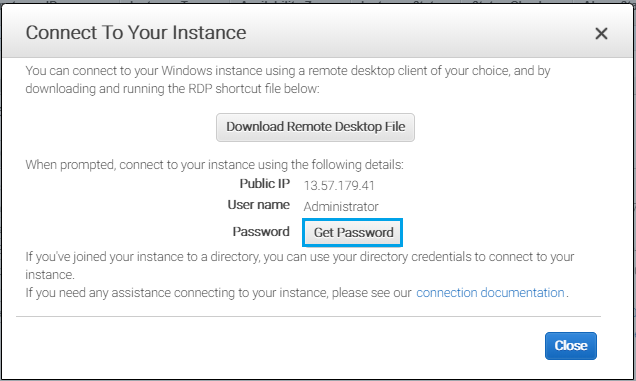 Connect To Your Instance
You can connect to your Windows instance using a remote desktop client of your choice, and by
downloading and running the RDP shortcut file below:
Download Remote Desktop File
When prompted, connect to your instance using the following details:
Public IP 13.57.179.41
User name Administrator
Password Get Password
If you've joined your instance to a directory, you can use your directory credentials to connect to your
instance.
If you need any assistance connecting to your instance, please see our connection documentation.
Close